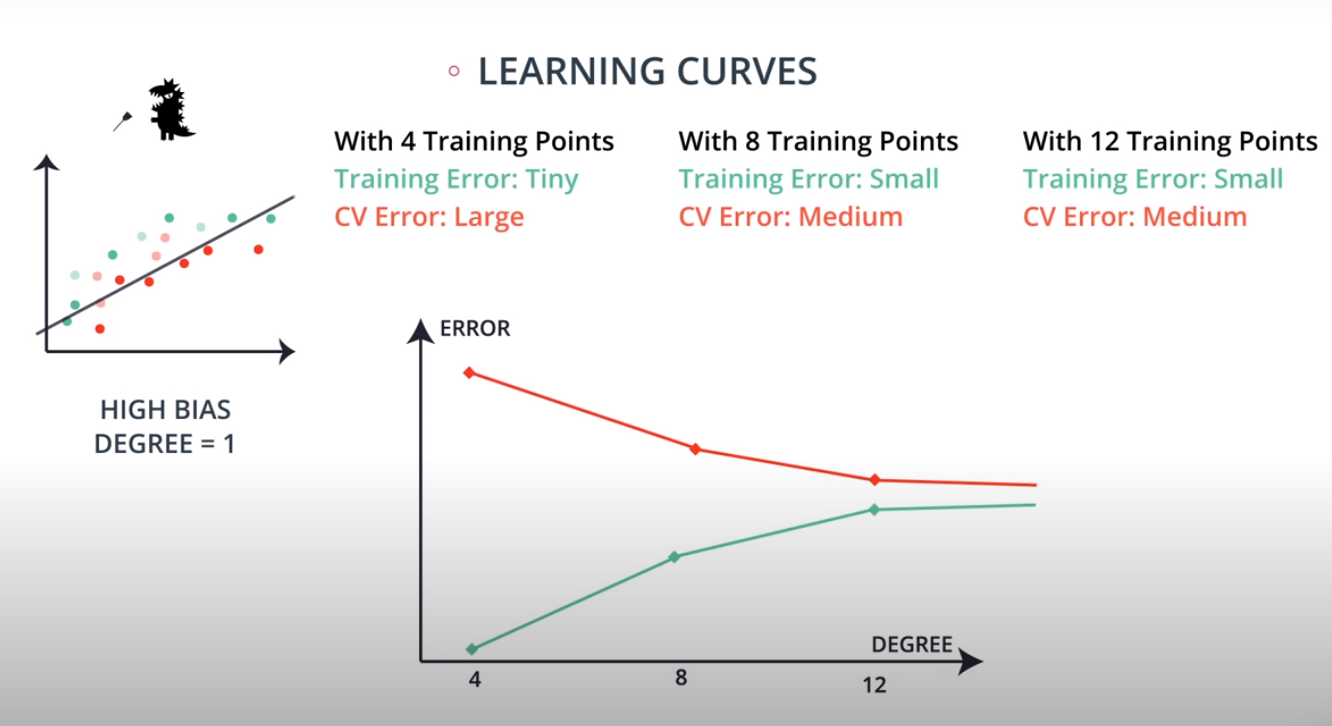 LEARNING CURVES
With 4 Training Points
Training Error: Tiny
CV Error: Large
With 8 Training Points
Training Error: Small
CV Error: Medium
With 12 Training Points
Training Error: Small
CV Error: Medium
HIGH BIAS
DEGREE = 1
ERROR
DEGREE
4
8
12